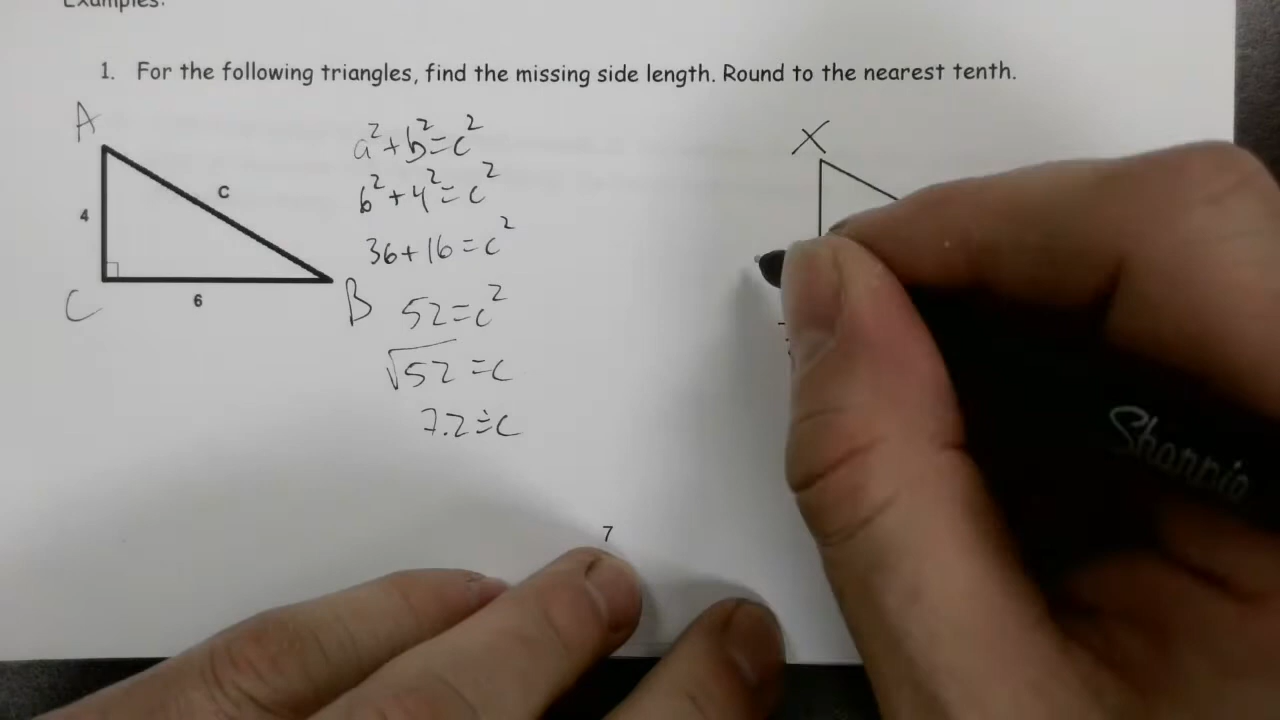 Examples:
1. For the following triangles, find the missing side length. Round to the nearest tenth.
A
4
c
C
6
B
a²+b²=c²
6²+4²=c²
36+16=c²
52=c²
√52=c
7.2≐c
X
7
Sharpie